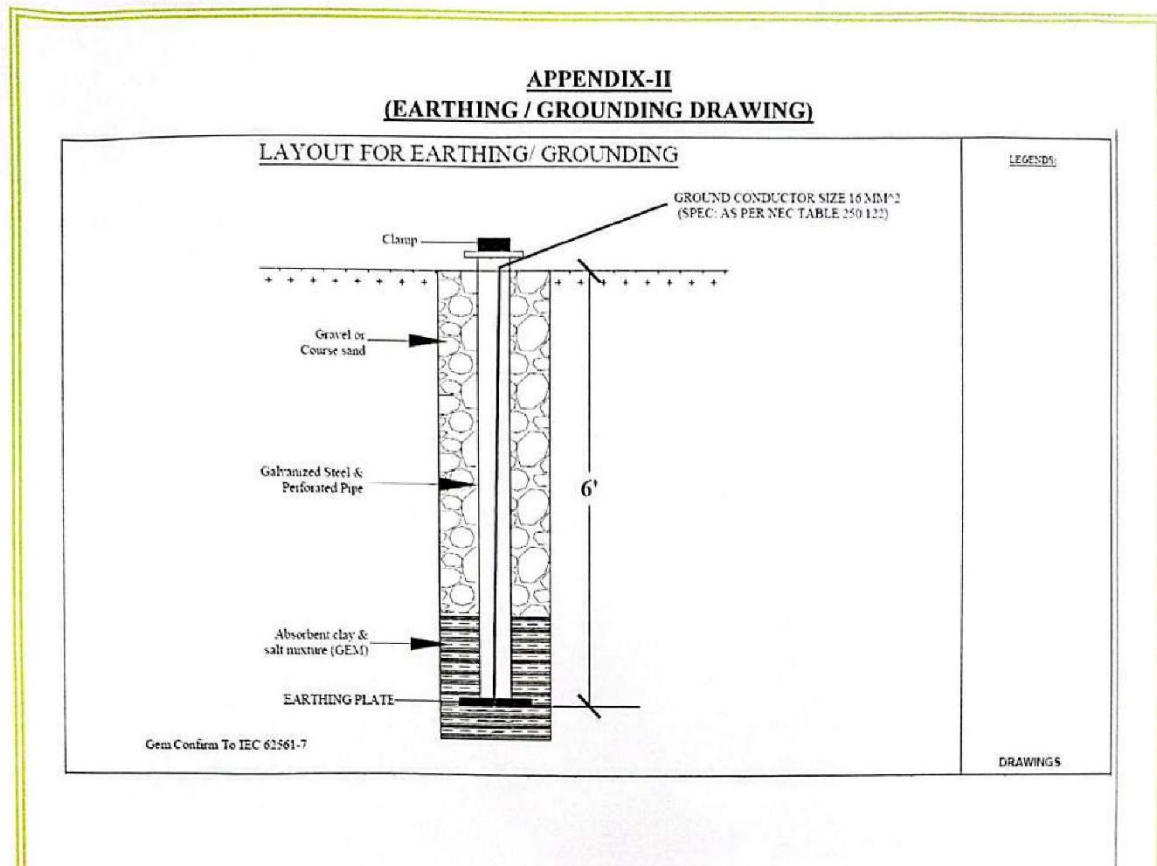 APPENDIX-II
(EARTHING / GROUNDING DRAWING)
LAYOUT FOR EARTHING/ GROUNDING
LEGENDS:
GROUND CONDUCTOR SIZE 16 MM^2
(SPEC: AS PER NEC TABLE 250.122)
Clamp
Gravel or
Course sand
Galvanized Steel &
Perforated Pipe
6'
Absorbent clay &
salt mixture (GEM)
EARTHING PLATE
Gem Confirm To IEC 62561-7
DRAWINGS